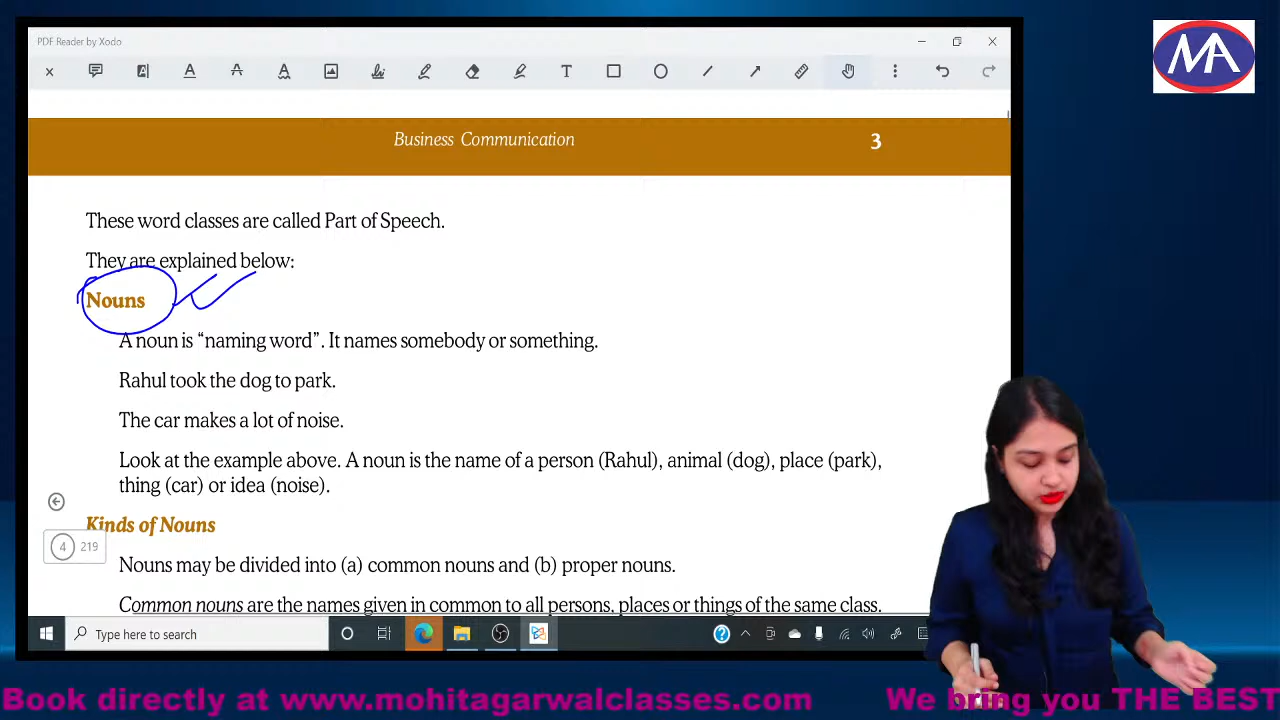 PDF Reader by Xodo
MA
Business Communication 3
These word classes are called Part of Speech.
They are explained below:
Nouns
A noun is “naming word”. It names somebody or something.
Rahul took the dog to park.
The car makes a lot of noise.
Look at the example above. A noun is the name of a person (Rahul), animal (dog), place (park),
thing (car) or idea (noise).
Kinds of Nouns
4 219
Nouns may be divided into (a) common nouns and (b) proper nouns.
Common nouns are the names given in common to all persons, places or things of the same class.
Type here to search
Book directly at www.mohitagarwalclasses.com We bring you THE BEST